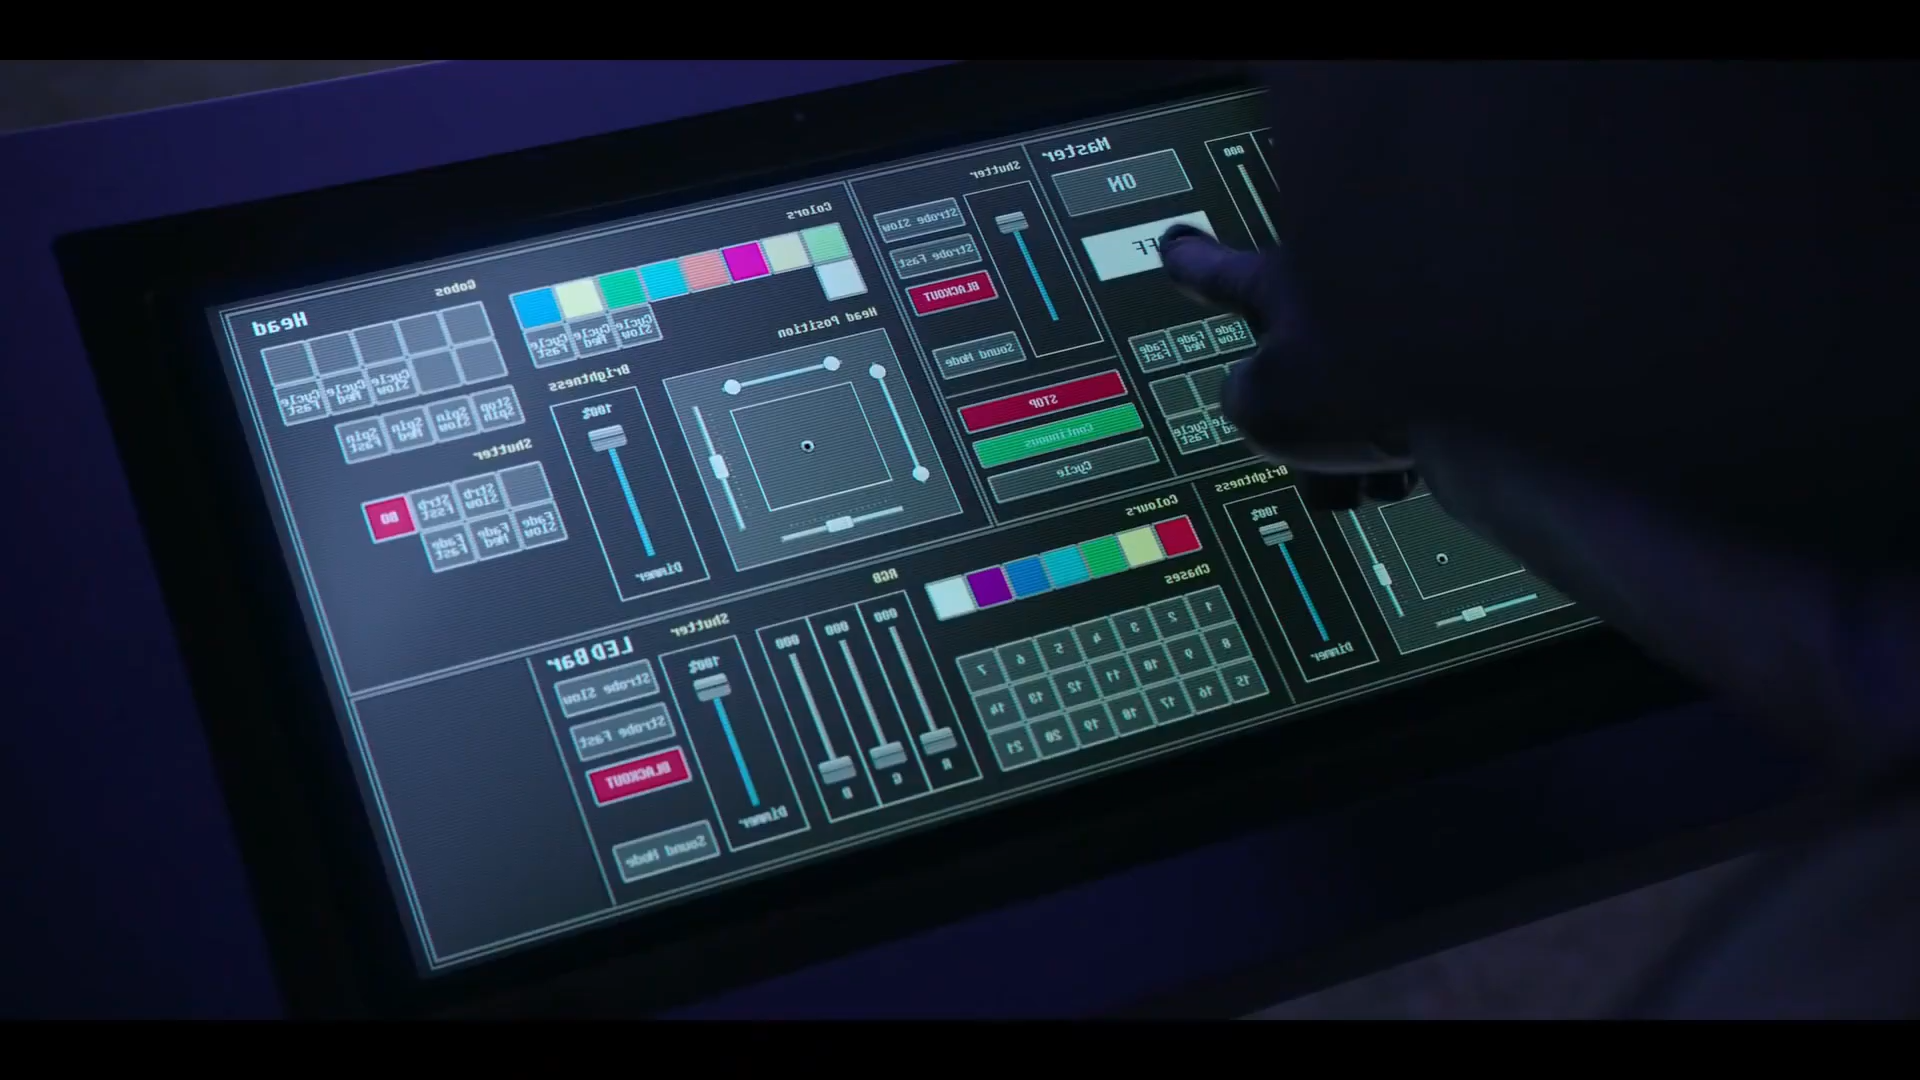 Master
ON
FF
000
Fade Slow
Fade Med
Fade Fast
Cycle Fast
Shutter
Strobe Slow
Strobe Fast
BLACKOUT
Sound Mode
STOP
Continuous
Cycle
Colors
Cycle Slow
Cycle Med
Cycle Fast
Head Position
Brightness
100%
Dimmer
Head
Gobos
Cycle Slow
Cycle Med
Cycle Fast
Stop Spin
Spin Slow
Spin Med
Spin Fast
Shutter
Strb Slow
Strb Fast
BO
Fade Slow
Fade Med
Fade Fast
Brightness
100%
Dimmer
Colours
Chases
1 2 3 4 5 6 7
8 9 10 11 12 13 14
15 16 17 18 19 20 21
RGB
000 000 000
R G B
LED Bar
Shutter
100%
Dimmer
Strobe Slow
Strobe Fast
BLACKOUT
Sound Mode